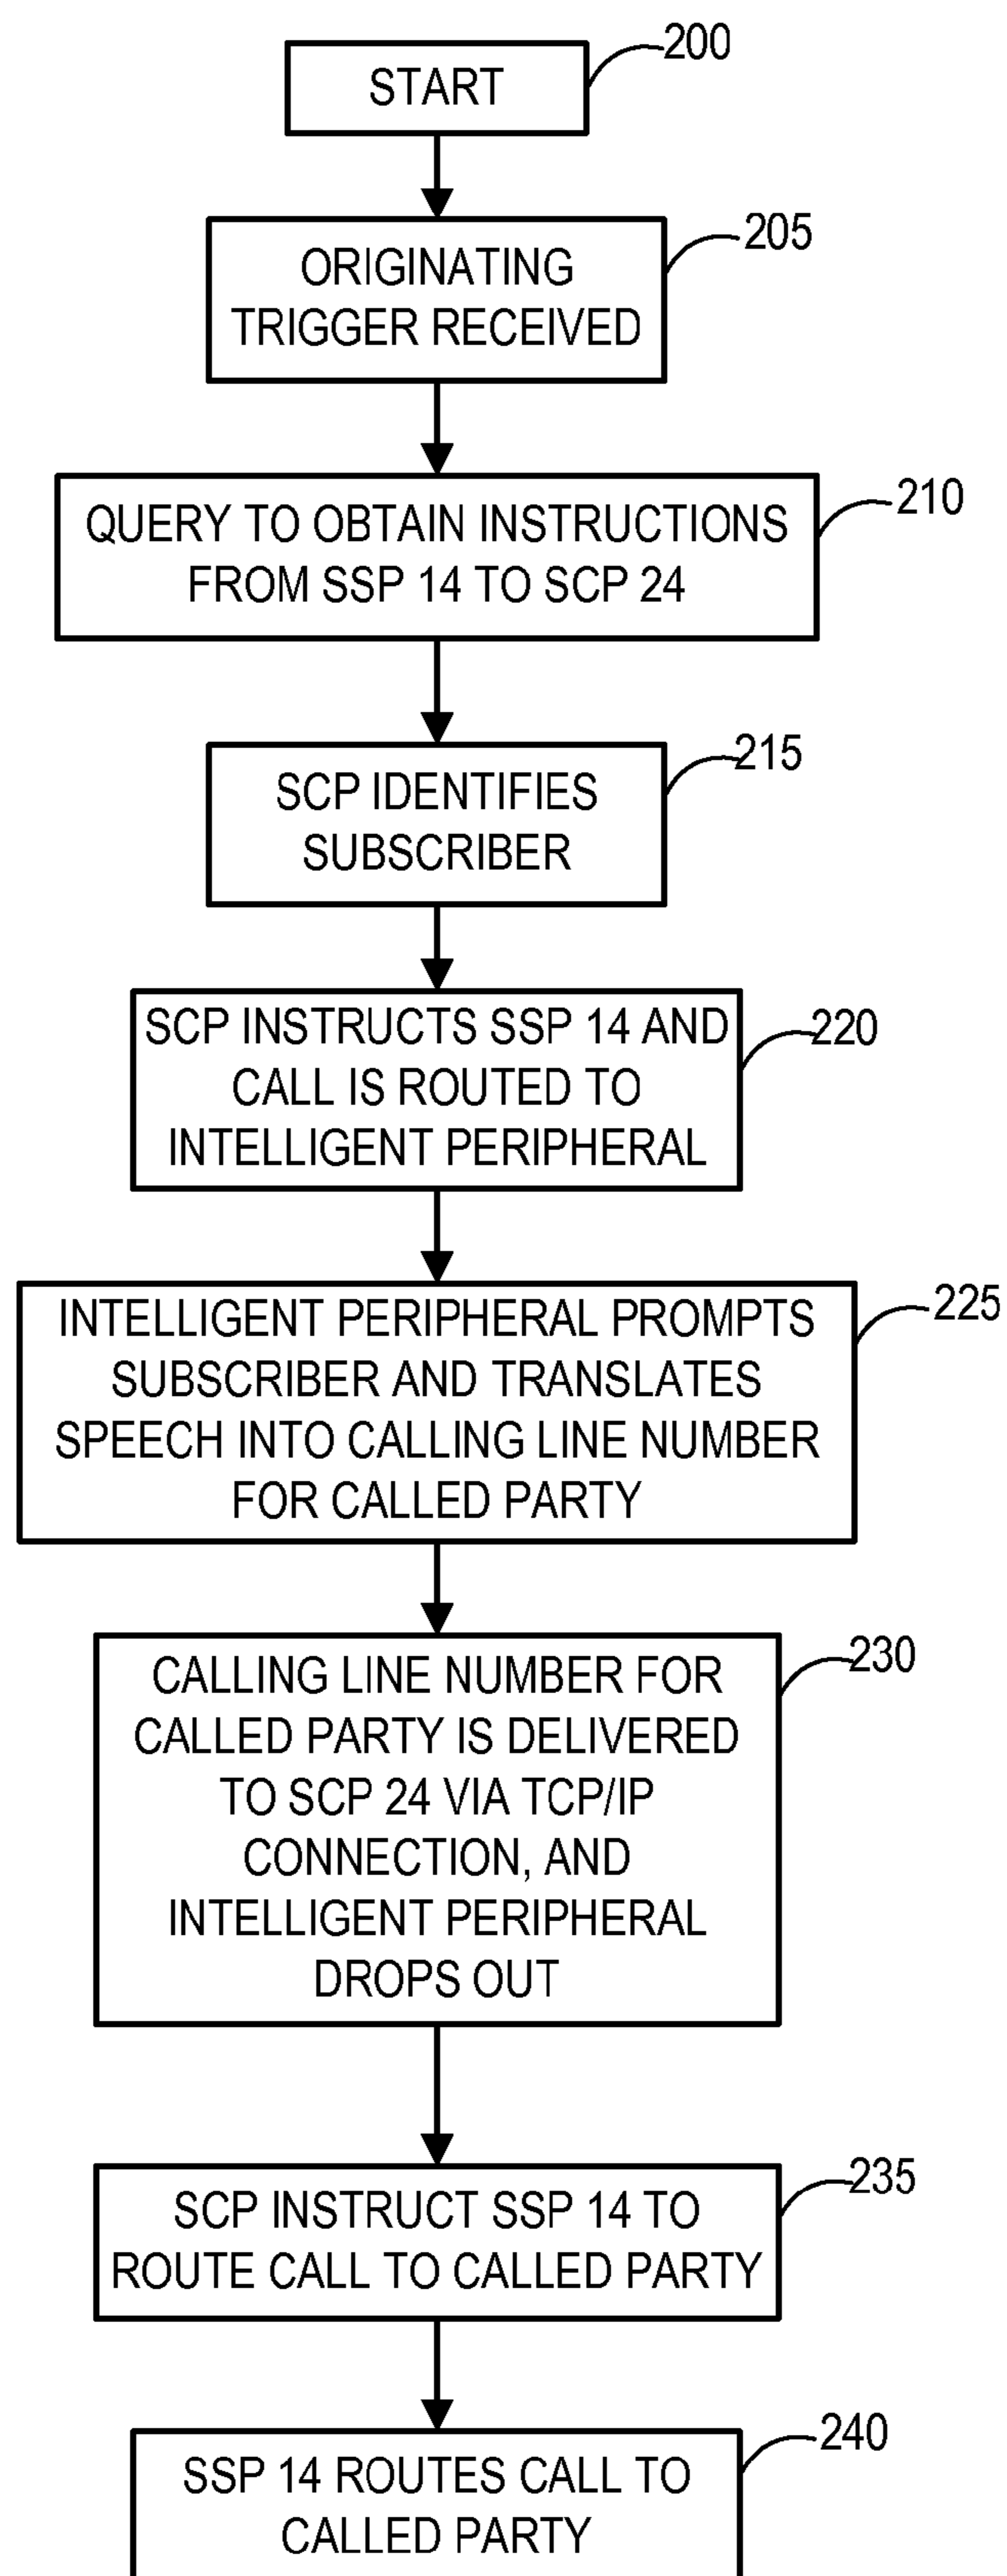 200
START
205
ORIGINATING
TRIGGER RECEIVED
210
QUERY TO OBTAIN INSTRUCTIONS
FROM SSP 14 TO SCP 24
215
SCP IDENTIFIES
SUBSCRIBER
220
SCP INSTRUCTS SSP 14 AND
CALL IS ROUTED TO
INTELLIGENT PERIPHERAL
225
INTELLIGENT PERIPHERAL PROMPTS
SUBSCRIBER AND TRANSLATES
SPEECH INTO CALLING LINE NUMBER
FOR CALLED PARTY
230
CALLING LINE NUMBER FOR
CALLED PARTY IS DELIVERED
TO SCP 24 VIA TCP/IP
CONNECTION, AND
INTELLIGENT PERIPHERAL
DROPS OUT
235
SCP INSTRUCT SSP 14 TO
ROUTE CALL TO CALLED PARTY
240
SSP 14 ROUTES CALL TO
CALLED PARTY